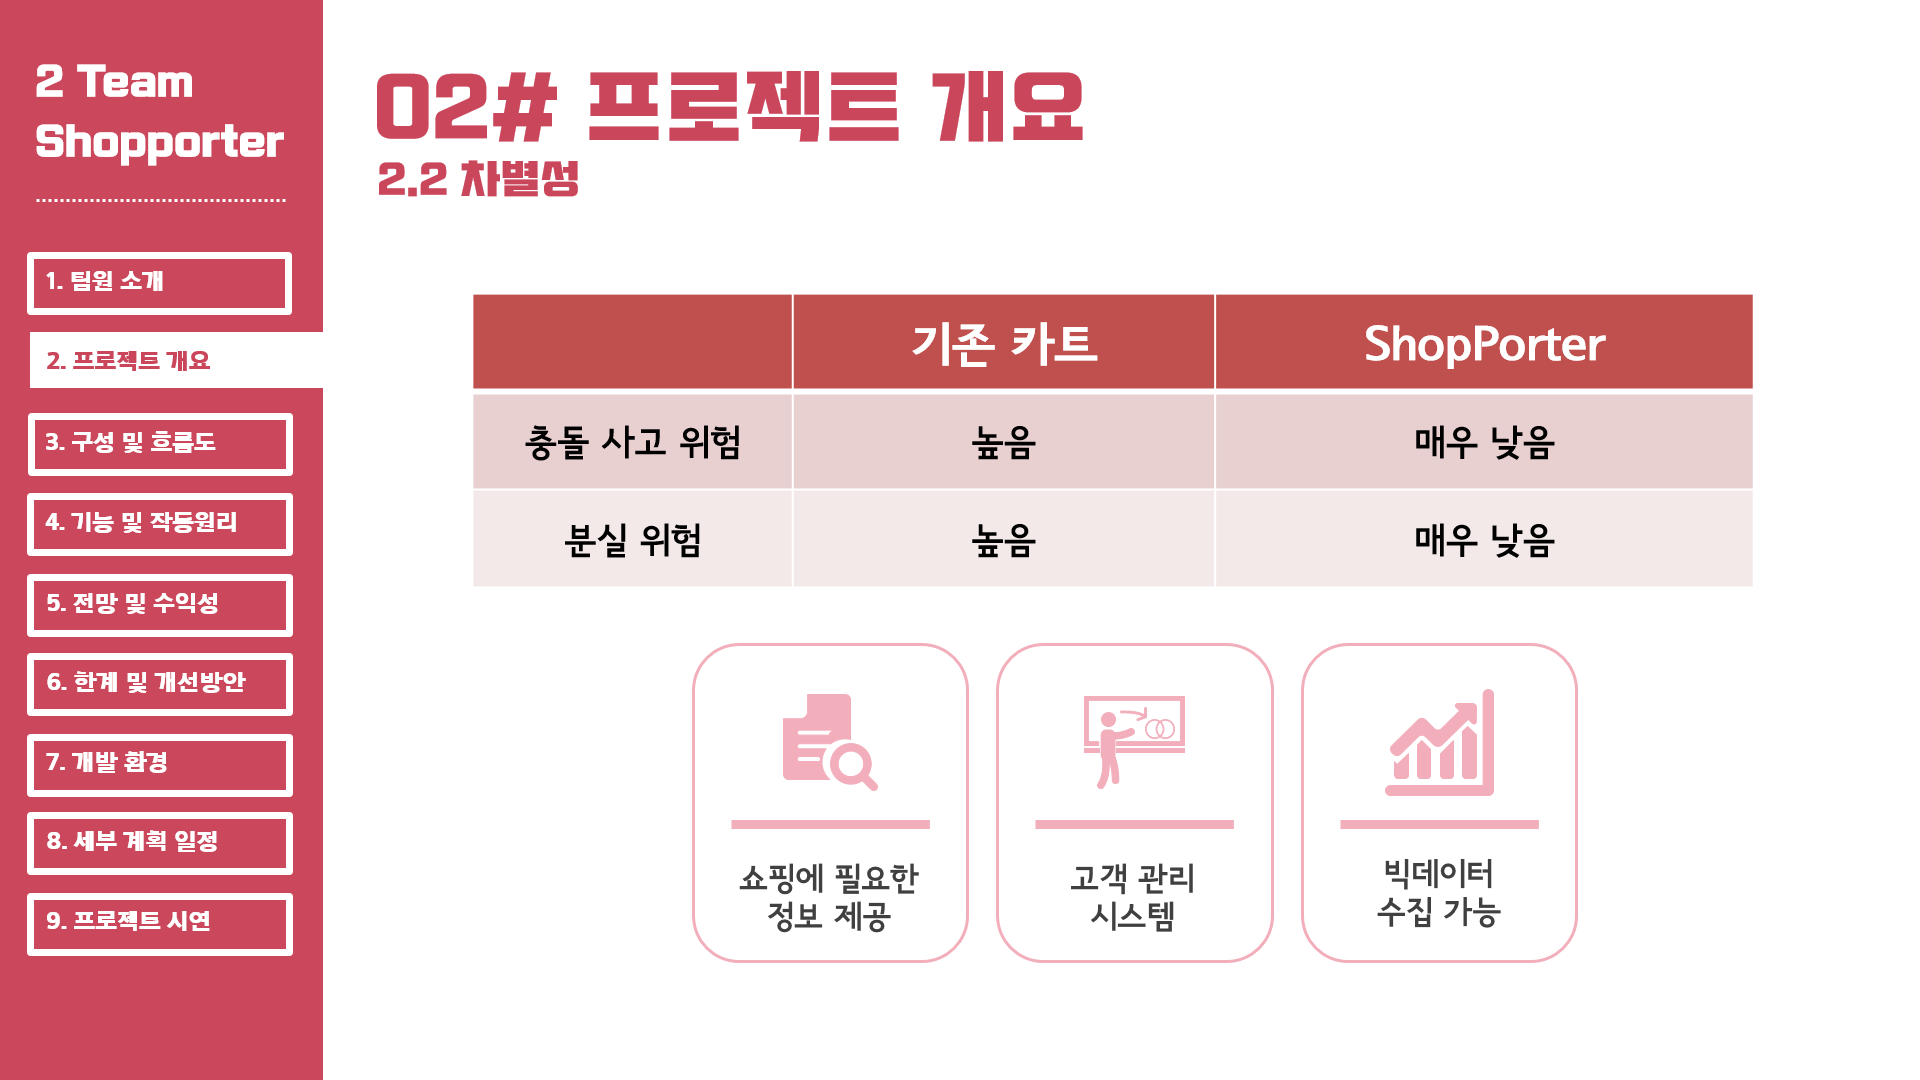 2 Team
Shopporter
1. 팀원 소개
2. 프로젝트 개요
3. 구성 및 흐름도
4. 기능 및 작동원리
5. 전망 및 수익성
6. 한계 및 개선방안
7. 개발 환경
8. 세부 계획 일정
9. 프로젝트 시연
02# 프로젝트 개요
2.2 차별성
기존 카트 ShopPorter
충돌 사고 위험 높음 매우 낮음
분실 위험 높음 매우 낮음
쇼핑에 필요한
정보 제공
고객 관리
시스템
빅데이터
수집 가능